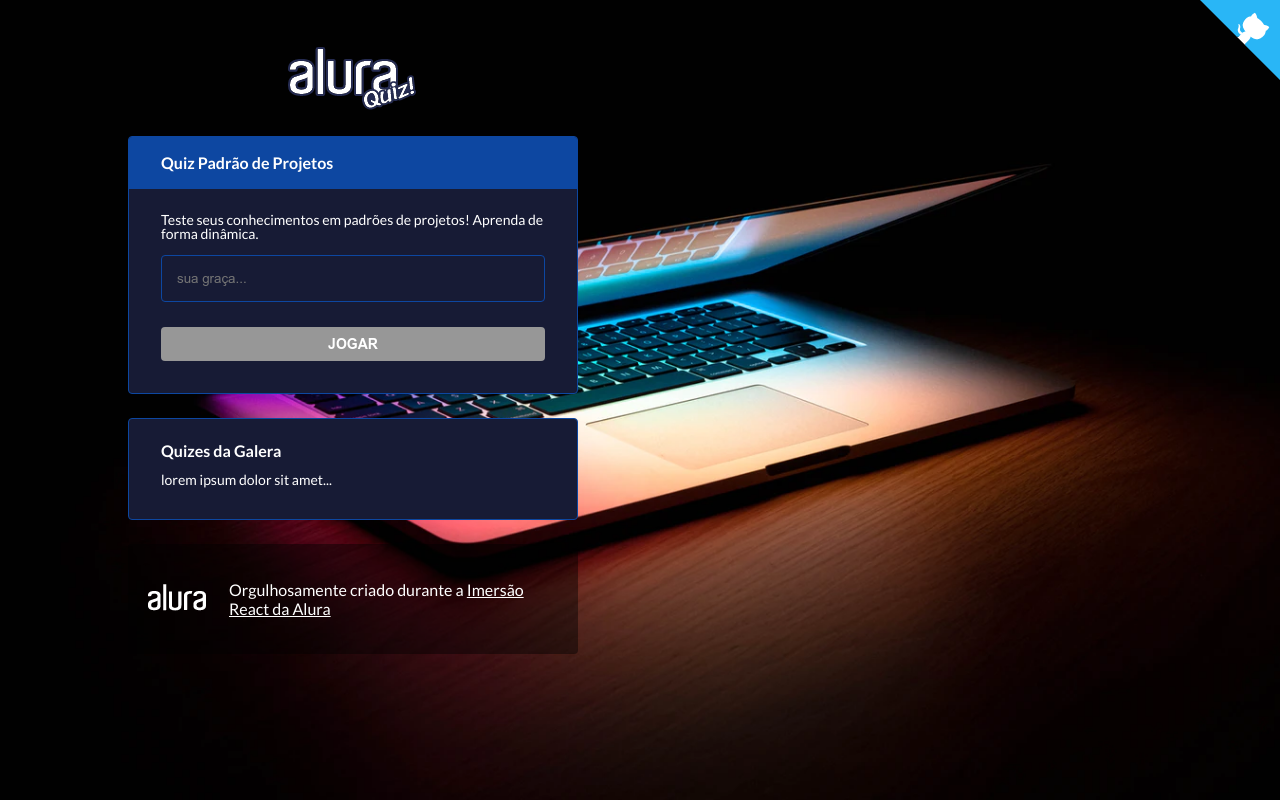 alura
Quiz!
Quiz Padrão de Projetos
Teste seus conhecimentos em padrões de projetos! Aprenda de
forma dinâmica.
sua graça...
JOGAR
Quizes da Galera
lorem ipsum dolor sit amet...
alura
Orgulhosamente criado durante a Imersão
React da Alura